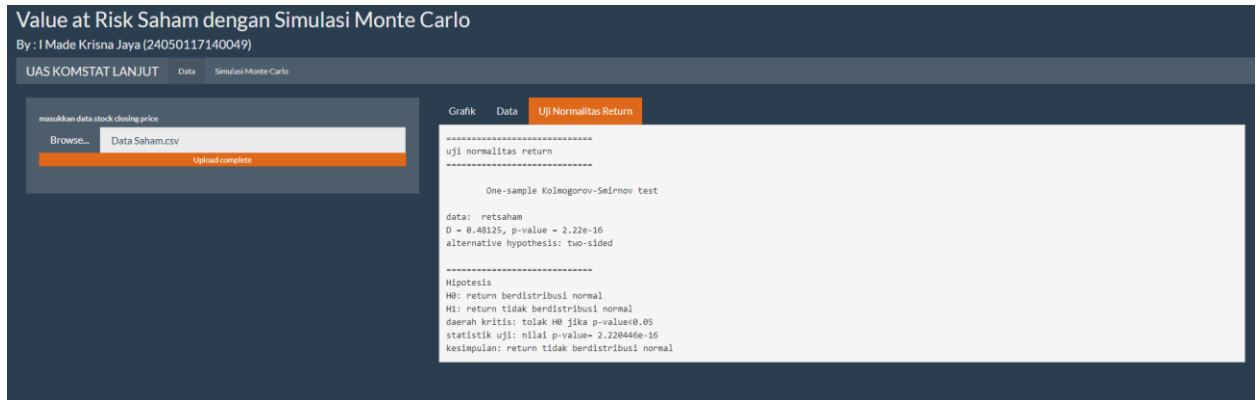 Value at Risk Saham dengan Simulasi Monte Carlo
By : I Made Krisna Jaya (24050117140049)
UAS KOMSTAT LANJUT Data Simulasi Monte Carlo
masukkan data stock closing price
Browse... Data Saham.csv
Upload complete
Grafik Data Uji Normalitas Return
=============================
uji normalitas return
=============================
One-sample Kolmogorov-Smirnov test
data: retsaham
D = 0.48125, p-value = 2.22e-16
alternative hypothesis: two-sided
=============================
Hipotesis
H0: return berdistribusi normal
H1: return tidak berdistribusi normal
daerah kritis: tolak H0 jika p-value<0.05
statistik uji: nilai p-value= 2.220446e-16
kesimpulan: return tidak berdistribusi normal